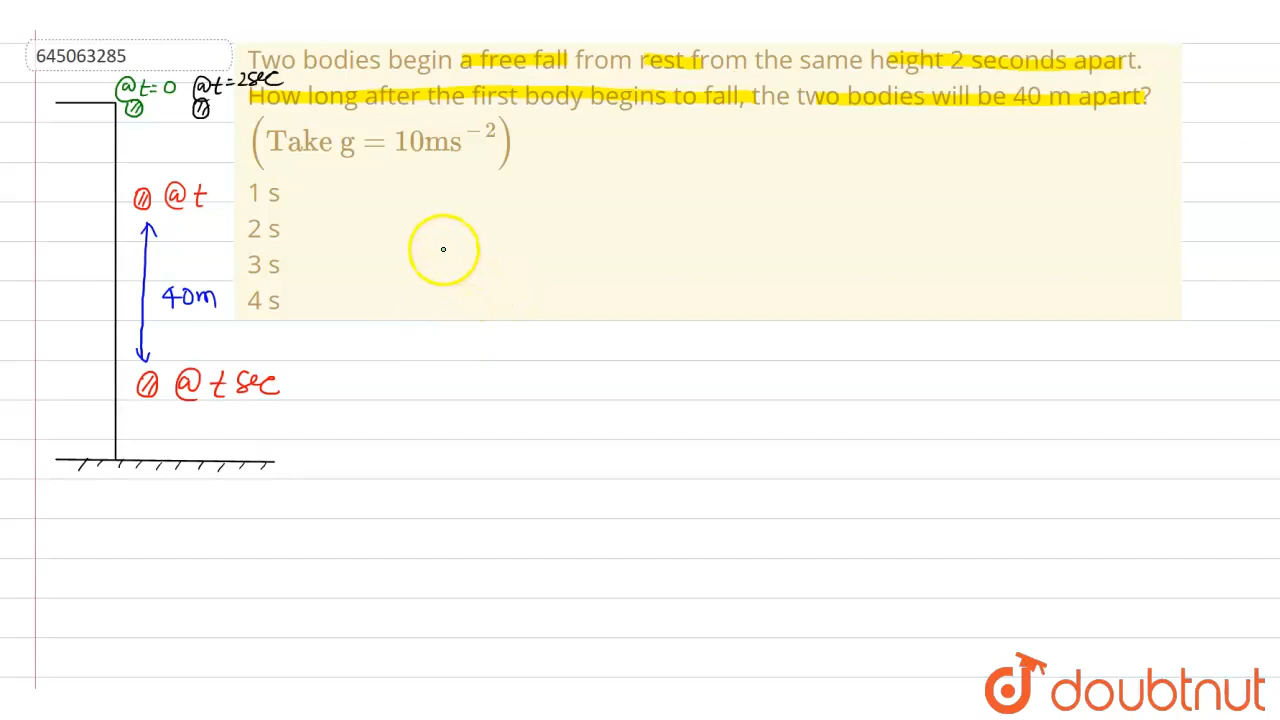 645063285
Two bodies begin a free fall from rest from the same height 2 seconds apart.
How long after the first body begins to fall, the two bodies will be 40 m apart?
(Take g = 10ms⁻²)
1 s
2 s
3 s
4 s
@t=0 @t=2sec
@ t
40m
@ t sec
doubtnut